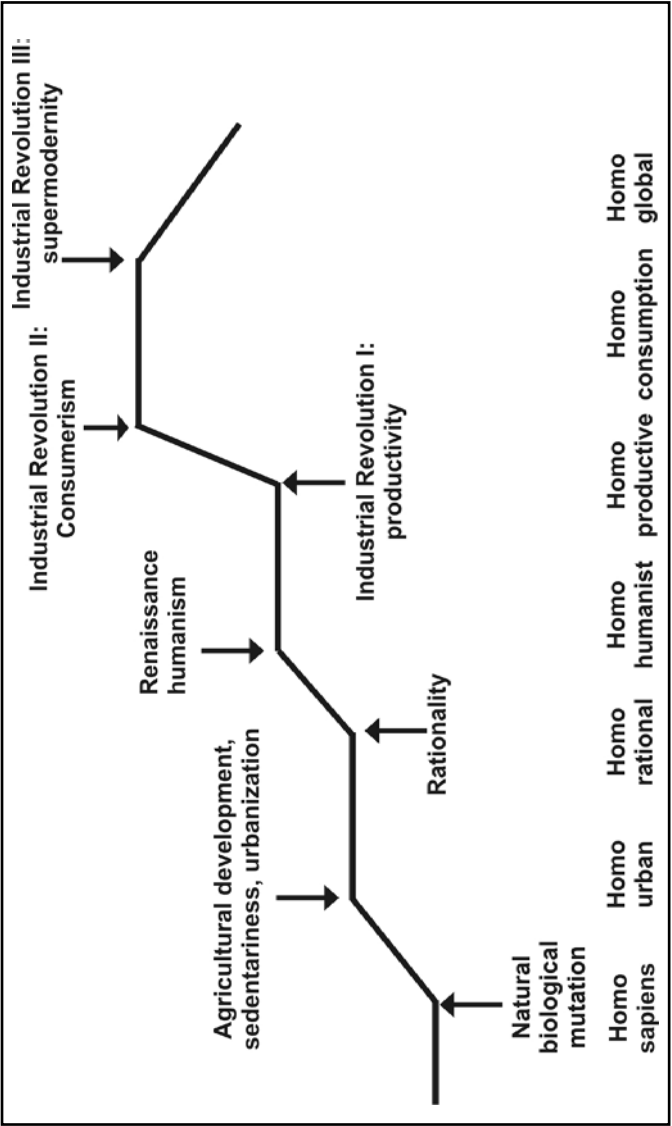 Industrial Revolution III:
supermodernity
Industrial Revolution II:
Consumerism
Renaissance
humanism
Agricultural development,
sedentariness, urbanization
Industrial Revolution I:
productivity
Rationality
Natural
biological
mutation
Homo
sapiens
Homo
urban
Homo
rational
Homo
humanist
Homo
productive
Homo
consumption
Homo
global